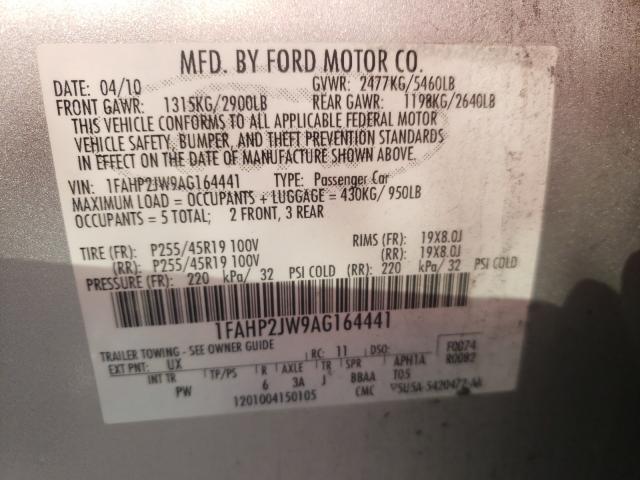 MFD. BY FORD MOTOR CO.
DATE: 04/10 GVWR: 2477KG/5460LB
FRONT GAWR: 1315KG/2900LB REAR GAWR: 1198KG/2640LB
THIS VEHICLE CONFORMS TO ALL APPLICABLE FEDERAL MOTOR
VEHICLE SAFETY, BUMPER, AND THEFT PREVENTION STANDARDS
IN EFFECT ON THE DATE OF MANUFACTURE SHOWN ABOVE.
VIN: 1FAHP2JW9AG164441 TYPE: Passenger Car
MAXIMUM LOAD = OCCUPANTS + LUGGAGE = 430KG/ 950LB
OCCUPANTS = 5 TOTAL; 2 FRONT, 3 REAR
TIRE (FR): P255/45R19 100V RIMS (FR): 19X8.0J
(RR): P255/45R19 100V (RR): 19X8.0J
PRESSURE (FR): 220 kPa/ 32 PSI COLD (RR): 220 kPa/ 32 PSI COLD
1FAHP2JW9AG164441
TRAILER TOWING - SEE OWNER GUIDE
EXT PNT: UX RC: 11 DSO: F0074
R0082
INT TR TP/PS R AXLE TR SPR APH1A
PW 6 3A J BBAA T05
1201004150105 CMC 5U5A-5420472-AA